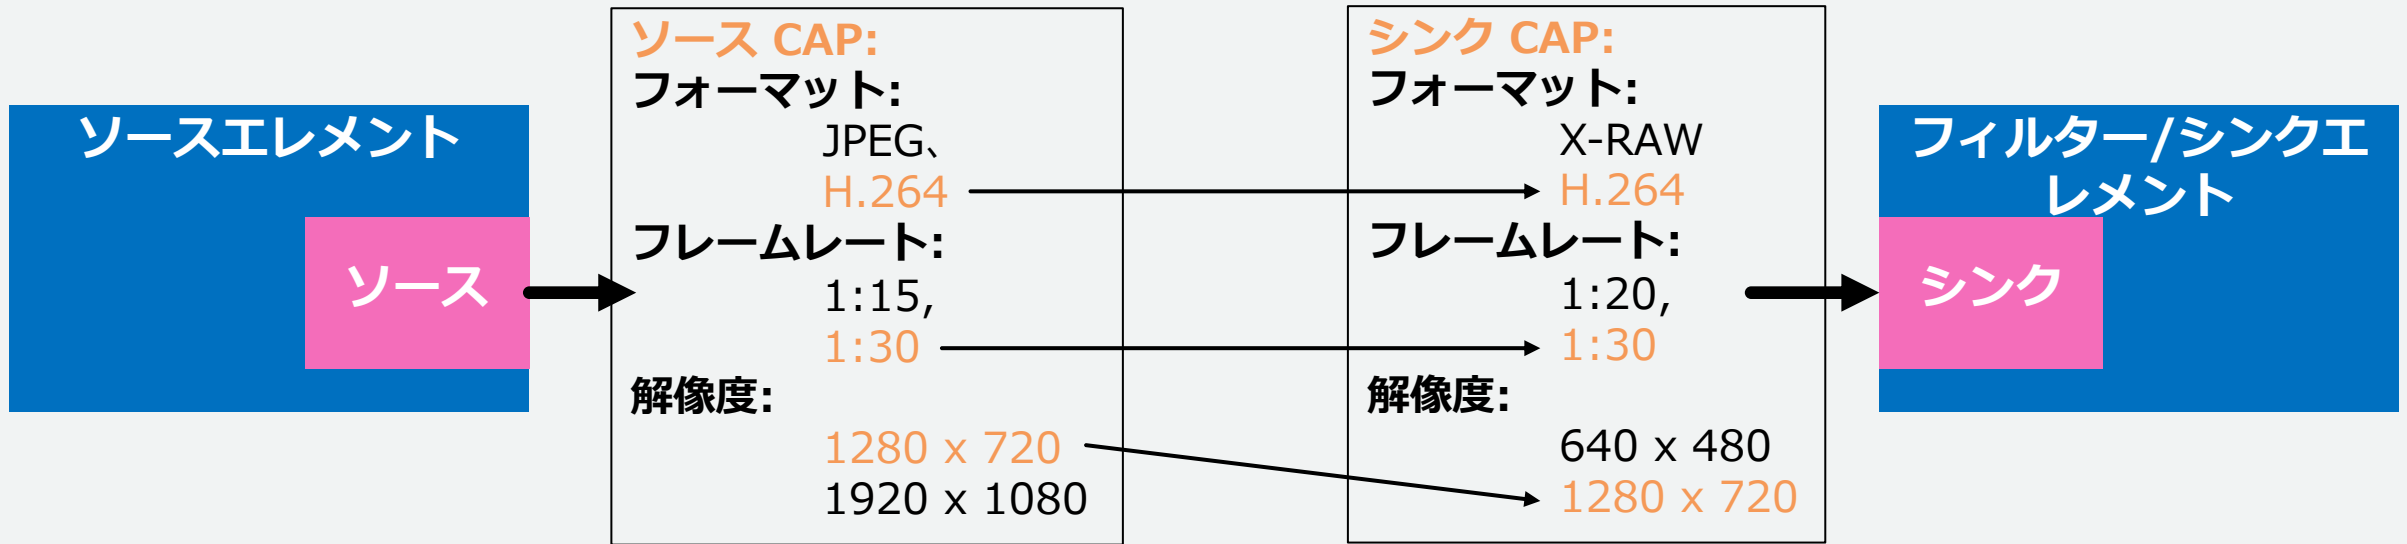 ソースエレメント
ソース
ソース CAP:
フォーマット:
JPEG、
H.264
フレームレート:
1:15,
1:30
解像度:
1280 x 720
1920 x 1080
シンク CAP:
フォーマット:
X-RAW
H.264
フレームレート:
1:20,
1:30
解像度:
640 x 480
1280 x 720
フィルター/シンクエ
レメント
シンク